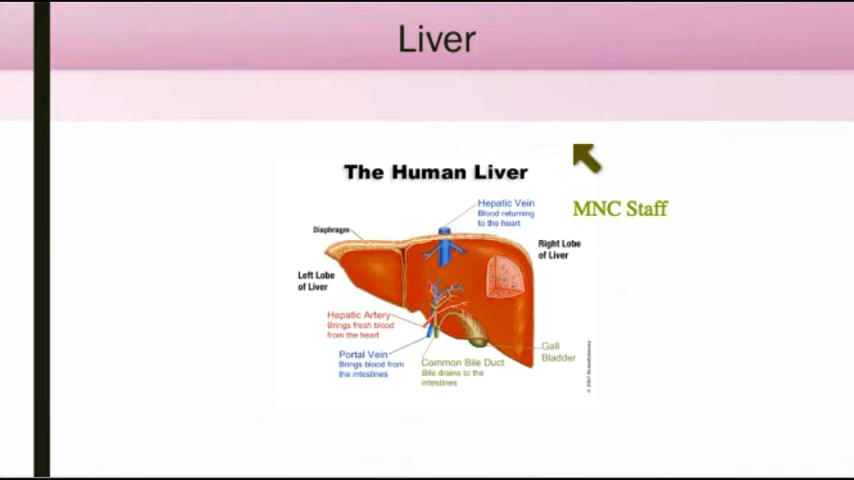 Liver
The Human Liver
MNC Staff
Hepatic Vein
Blood returning
to the heart
Diaphragm
Right Lobe
of Liver
Left Lobe
of Liver
Hepatic Artery
Brings fresh blood
from the heart
Portal Vein
Brings blood from
the intestines
Common Bile Duct
Bile drains to the
intestines
Gall
Bladder